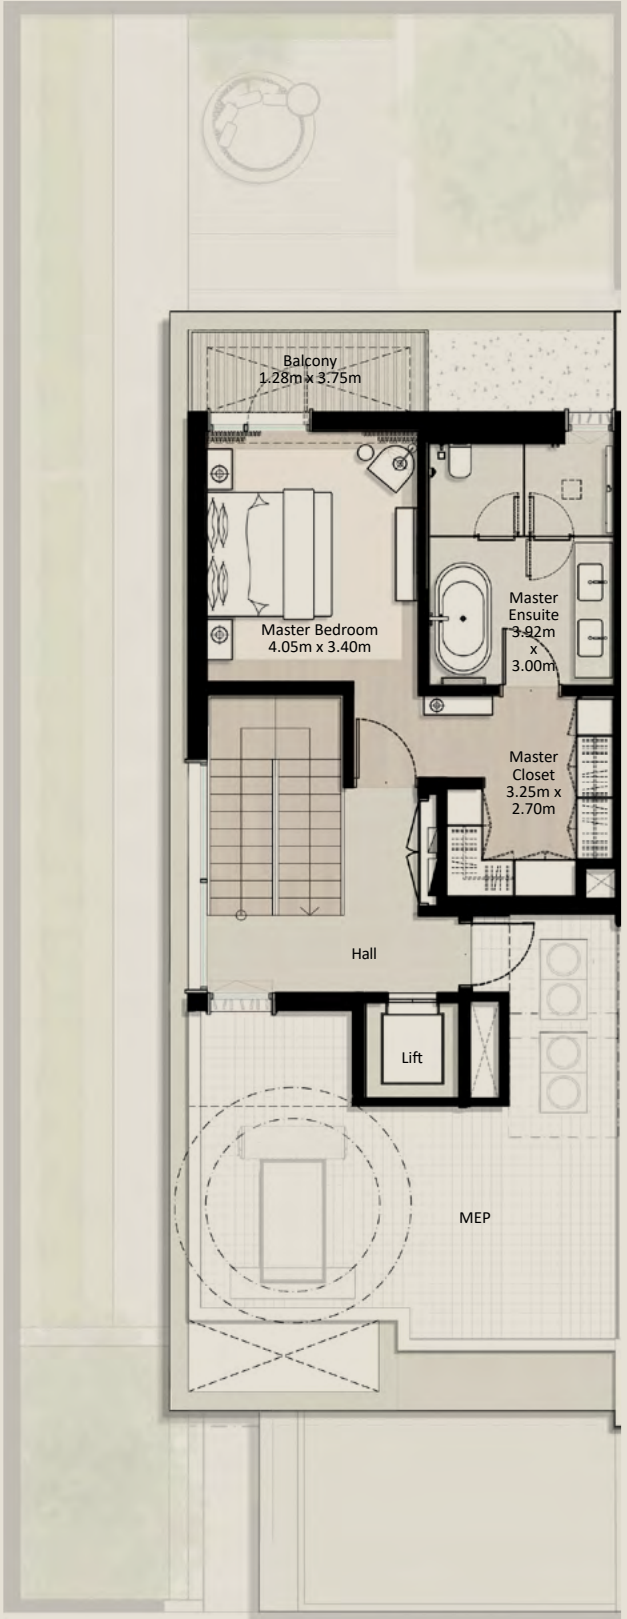 Balcony
1.28m x 3.75m
Master Bedroom
4.05m x 3.40m
Master
Ensuite
3.92m
x
3.00m
Master
Closet
3.25m x
2.70m
Hall
Lift
MEP